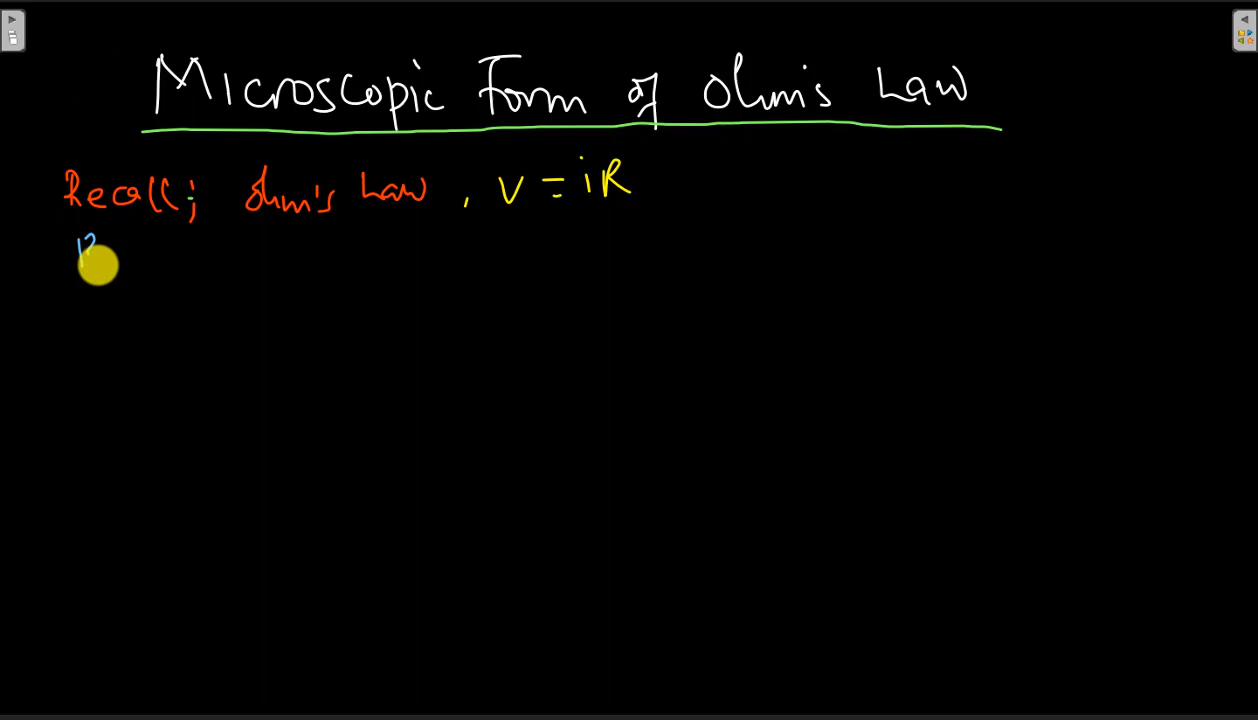 Microscopic Form of ohm's Law
Recall; ohm's Law, V = iR